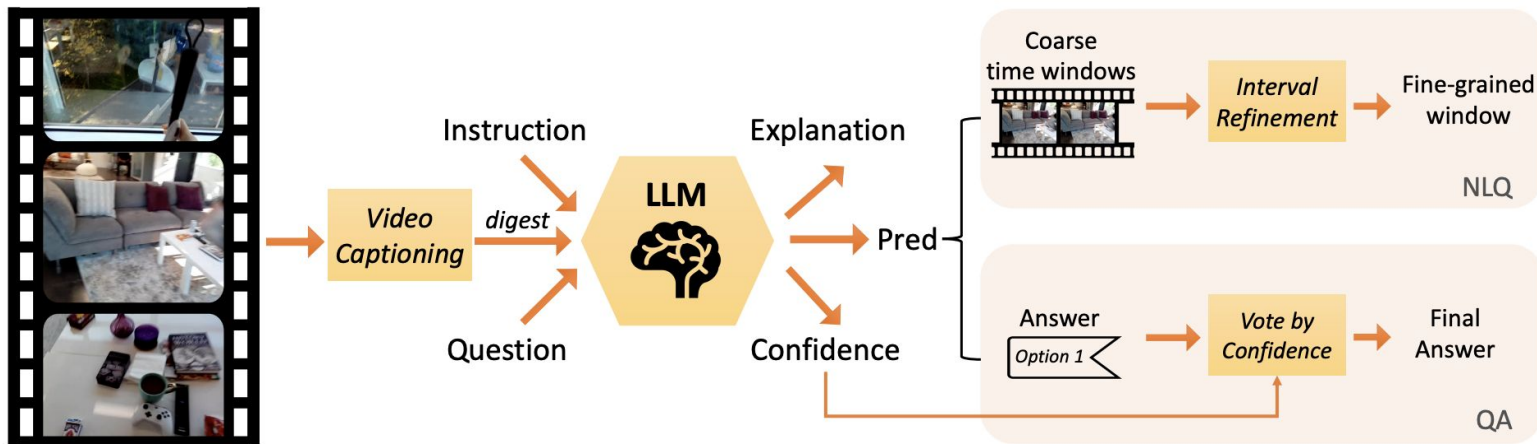 Video
Captioning
digest
Instruction
Question
LLM
Explanation
Pred
Confidence
Coarse
time windows
Interval
Refinement
Fine-grained
window
NLQ
Answer
Option 1
Vote by
Confidence
Final
Answer
QA